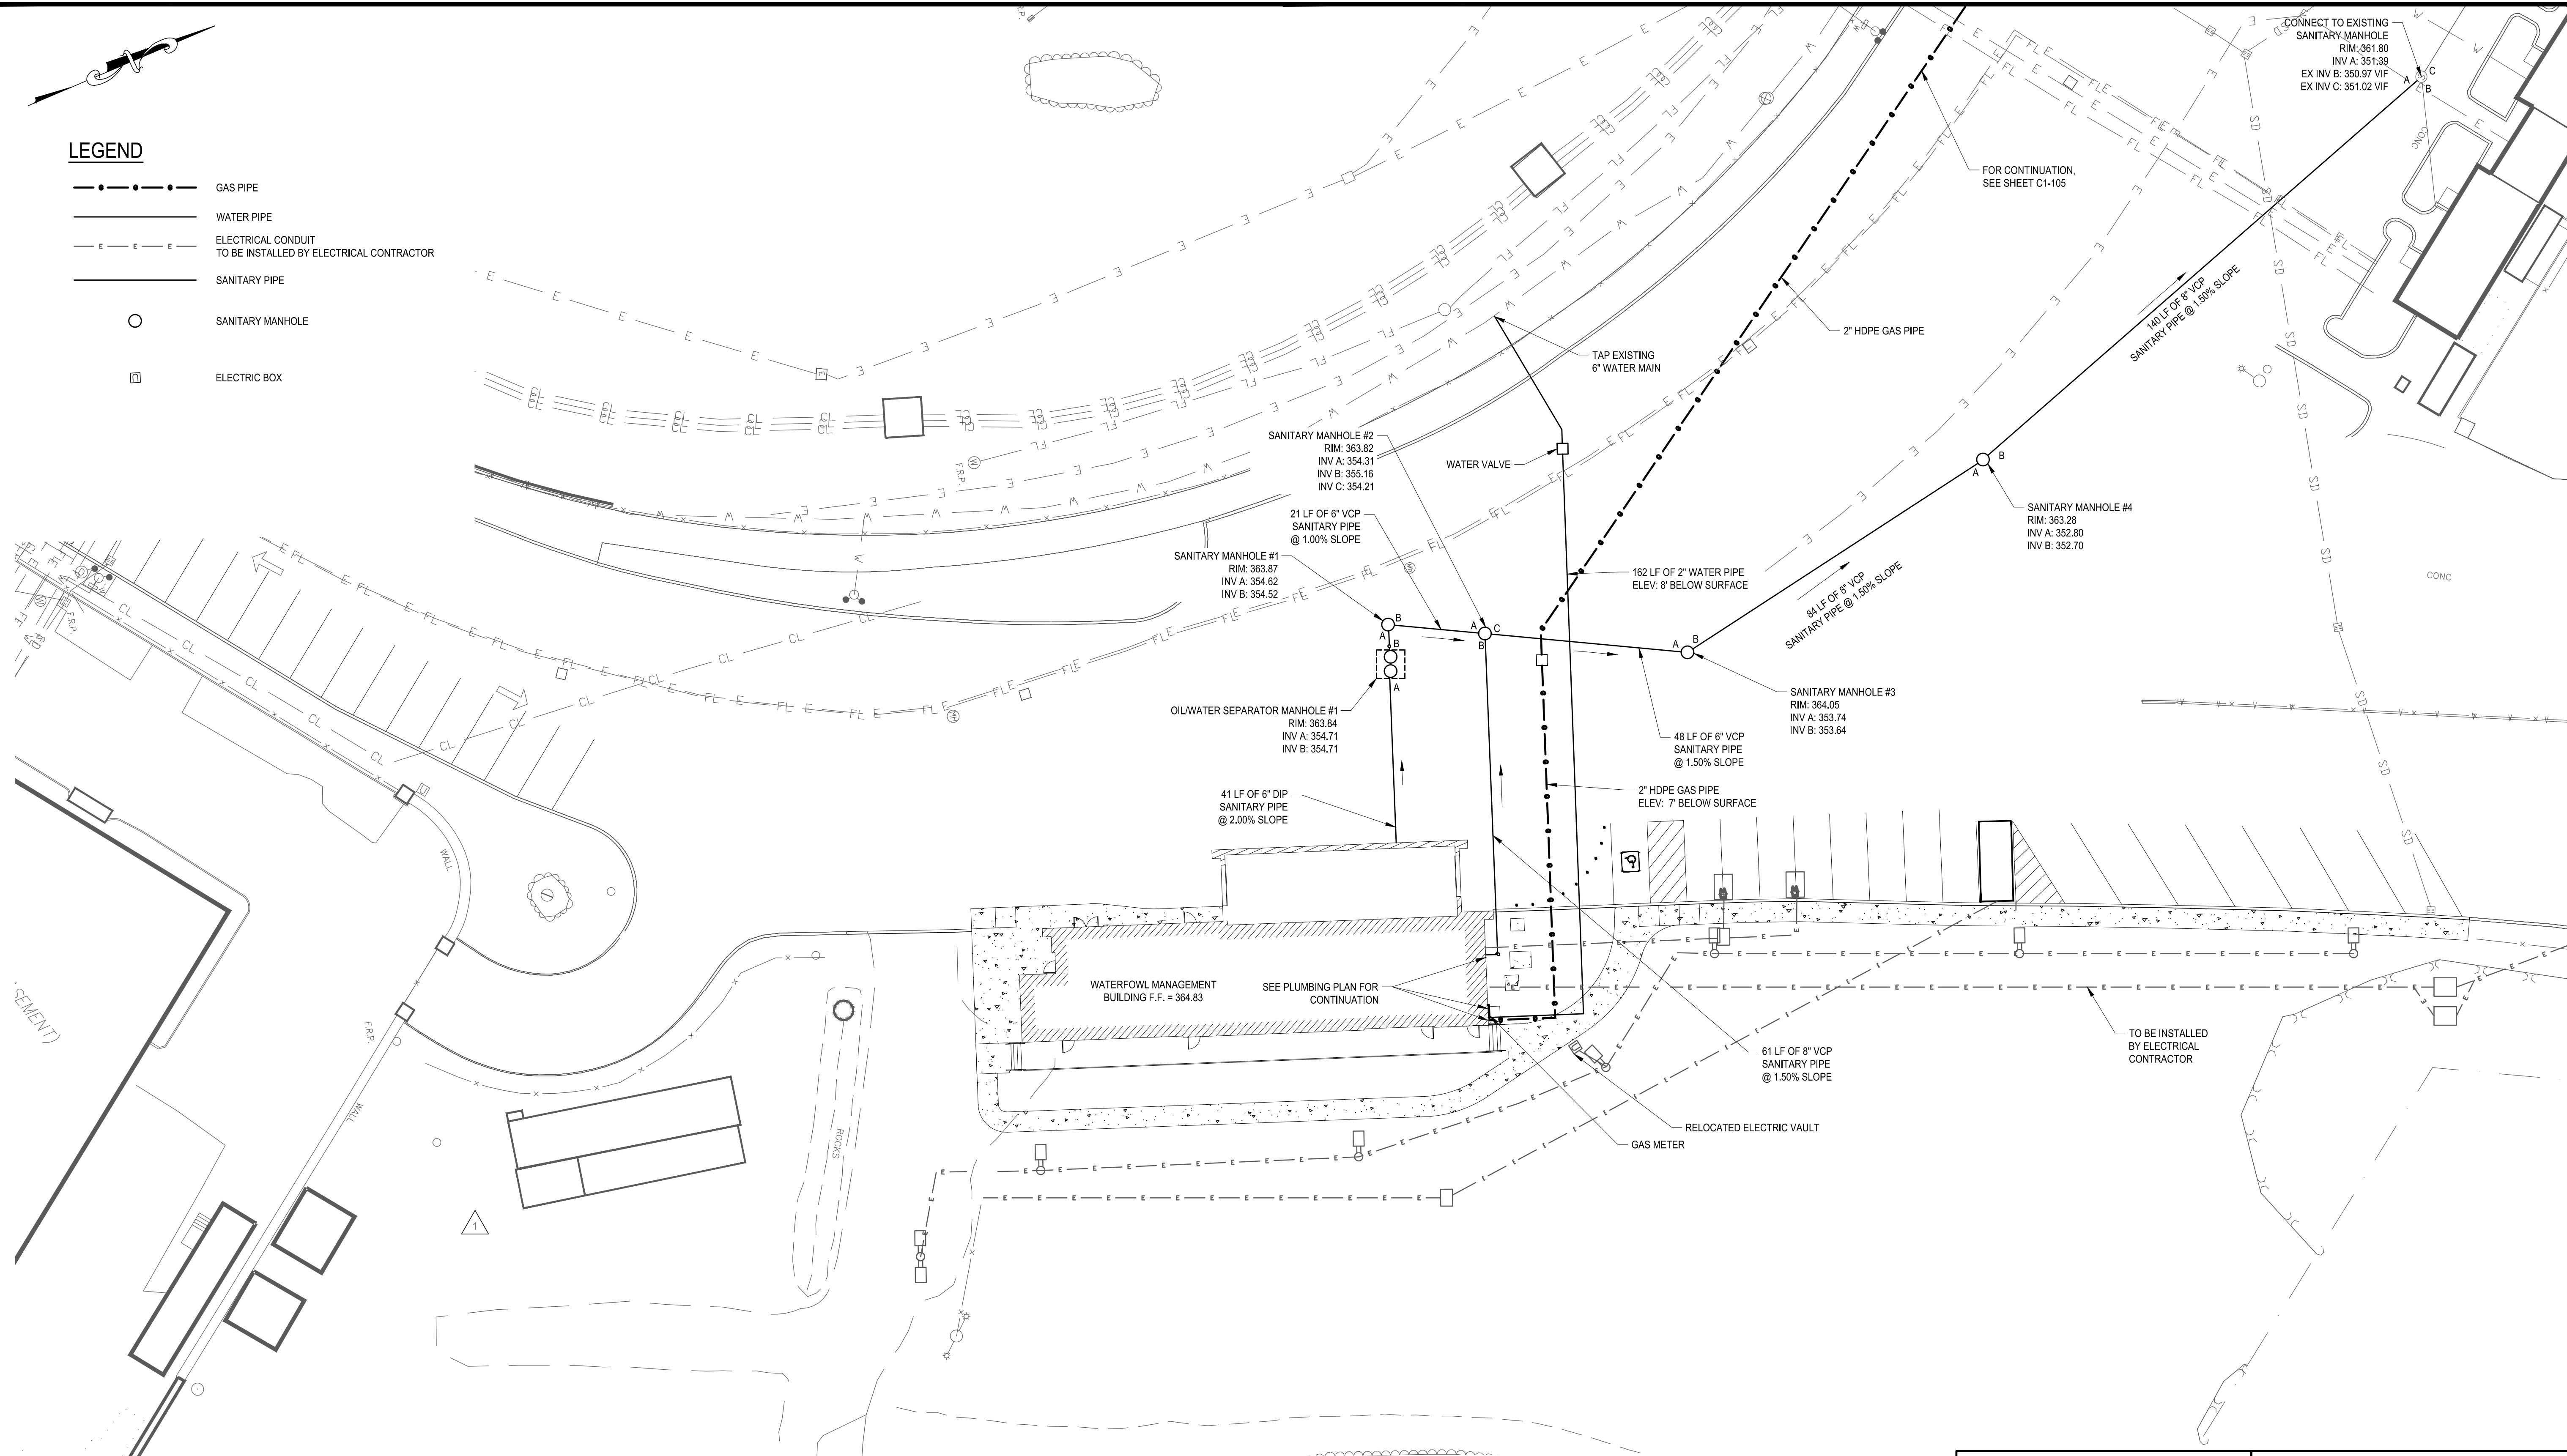 N
LEGEND
GAS PIPE
WATER PIPE
E E E
ELECTRICAL CONDUIT
TO BE INSTALLED BY ELECTRICAL CONTRACTOR
SANITARY PIPE
SANITARY MANHOLE
ELECTRIC BOX
CONNECT TO EXISTING
SANITARY MANHOLE
RIM: 361.80
INV A: 351.39
EX INV B: 350.97 VIF
EX INV C: 351.02 VIF
A
C
B
FOR CONTINUATION,
SEE SHEET C1-105
CONC
140 LF OF 8" VCP
SANITARY PIPE @ 1.50% SLOPE
2" HDPE GAS PIPE
TAP EXISTING
6" WATER MAIN
SANITARY MANHOLE #2
RIM: 363.82
INV A: 354.31
INV B: 355.16
INV C: 354.21
WATER VALVE
F.R.P.
21 LF OF 6" VCP
SANITARY PIPE
@ 1.00% SLOPE
SANITARY MANHOLE #1
RIM: 363.87
INV A: 354.62
INV B: 354.52
A
B
SANITARY MANHOLE #4
RIM: 363.28
INV A: 352.80
INV B: 352.70
162 LF OF 2" WATER PIPE
ELEV: 8' BELOW SURFACE
CONC
84 LF OF 8" VCP
SANITARY PIPE @ 1.50% SLOPE
B
A
A
C
B
A
B
B
A
OIL/WATER SEPARATOR MANHOLE #1
RIM: 363.84
INV A: 354.71
INV B: 354.71
SANITARY MANHOLE #3
RIM: 364.05
INV A: 353.74
INV B: 353.64
48 LF OF 6" VCP
SANITARY PIPE
@ 1.50% SLOPE
2" HDPE GAS PIPE
ELEV: 7' BELOW SURFACE
41 LF OF 6" DIP
SANITARY PIPE
@ 2.00% SLOPE
F.R.P.
WALL
WATERFOWL MANAGEMENT
BUILDING F.F. = 364.83
SEE PLUMBING PLAN FOR
CONTINUATION
SEMENT)
F.R.P.
TO BE INSTALLED
BY ELECTRICAL
CONTRACTOR
61 LF OF 8" VCP
SANITARY PIPE
@ 1.50% SLOPE
WALL
ROCKS
RELOCATED ELECTRIC VAULT
GAS METER
1